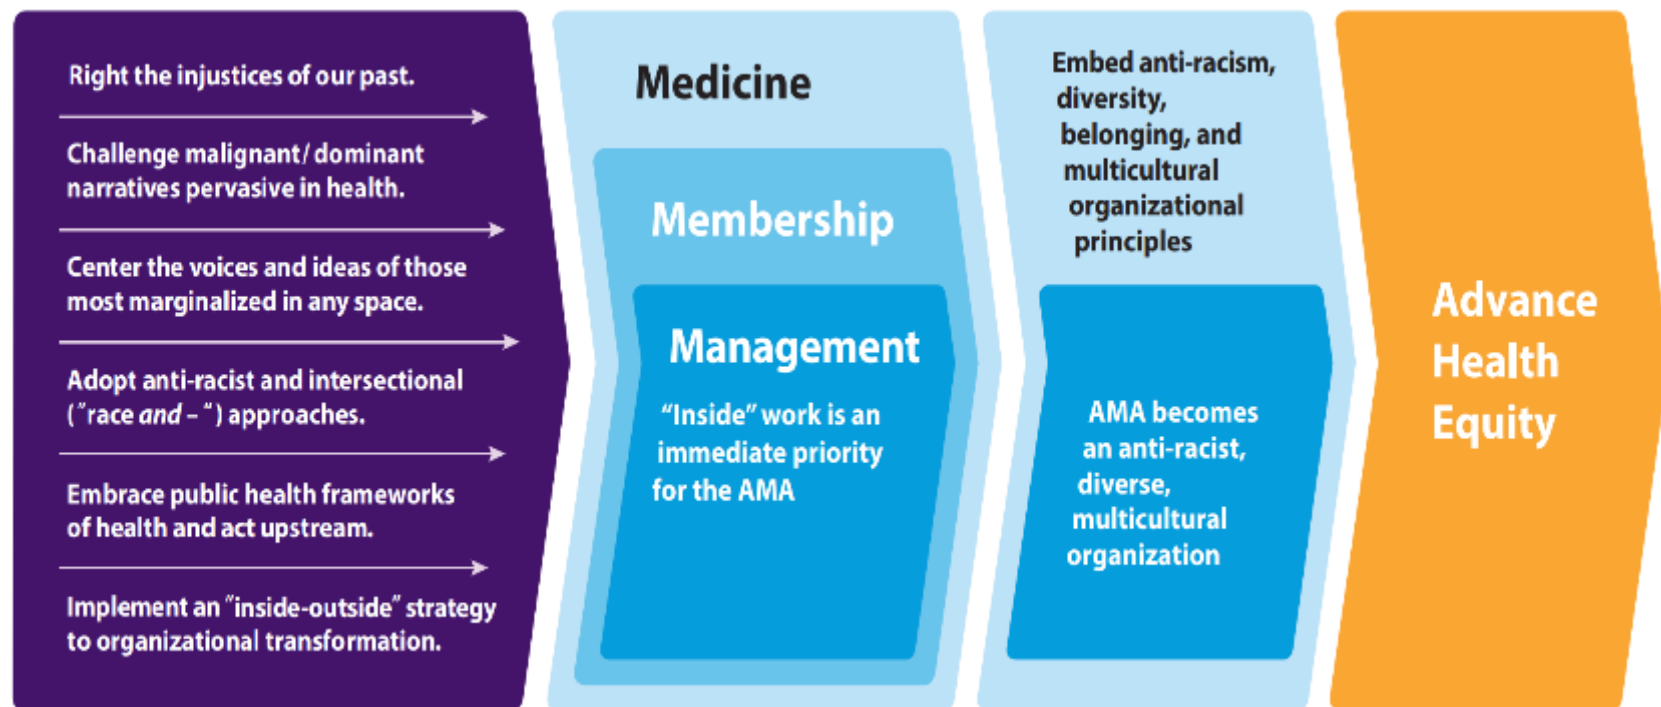 Right the injustices of our past.
Challenge malignant/ dominant
narratives pervasive in health.
Center the voices and ideas of those
most marginalized in any space.
Adopt anti-racist and intersectional
("race and – ") approaches.
Embrace public health frameworks
of health and act upstream.
Implement an "inside-outside" strategy
to organizational transformation.
Medicine
Membership
Management
"Inside" work is an
immediate priority
for the AMA
Embed anti-racism,
diversity,
belonging, and
multicultural
organizational
principles
AMA becomes
an anti-racist,
diverse,
multicultural
organization
Advance
Health
Equity